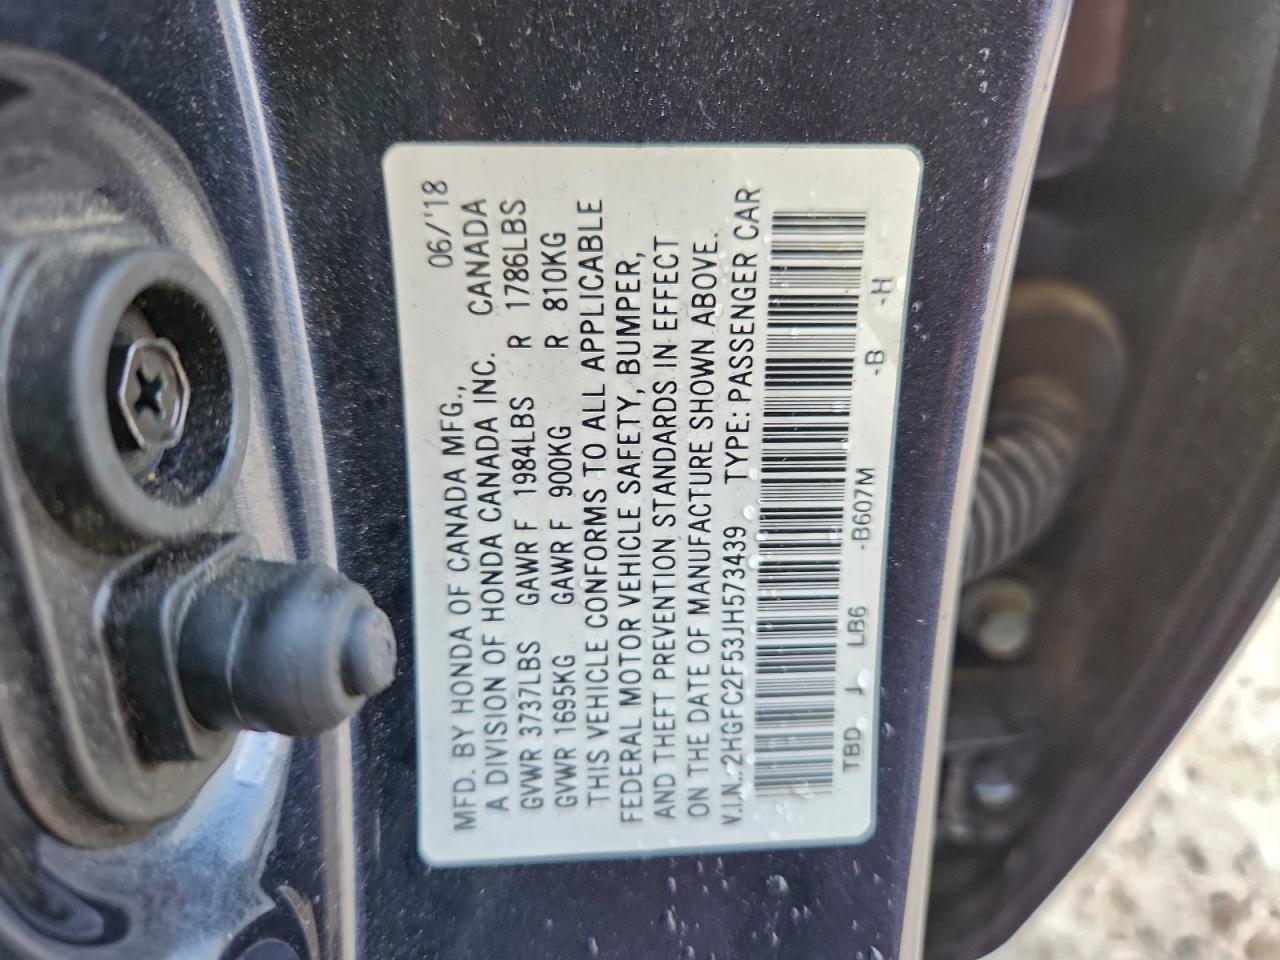 MFD. BY HONDA OF CANADA MFG., 06/'18
A DIVISION OF HONDA CANADA INC. CANADA
GVWR 3737LBS GAWR F 1984LBS R 1786LBS
GVWR 1695KG GAWR F 900KG R 810KG
THIS VEHICLE CONFORMS TO ALL APPLICABLE
FEDERAL MOTOR VEHICLE SAFETY, BUMPER,
AND THEFT PREVENTION STANDARDS IN EFFECT
ON THE DATE OF MANUFACTURE SHOWN ABOVE.
V.I.N.:2HGFC2F53JH573439 TYPE: PASSENGER CAR
TBD J LB6 -B607M -B -H